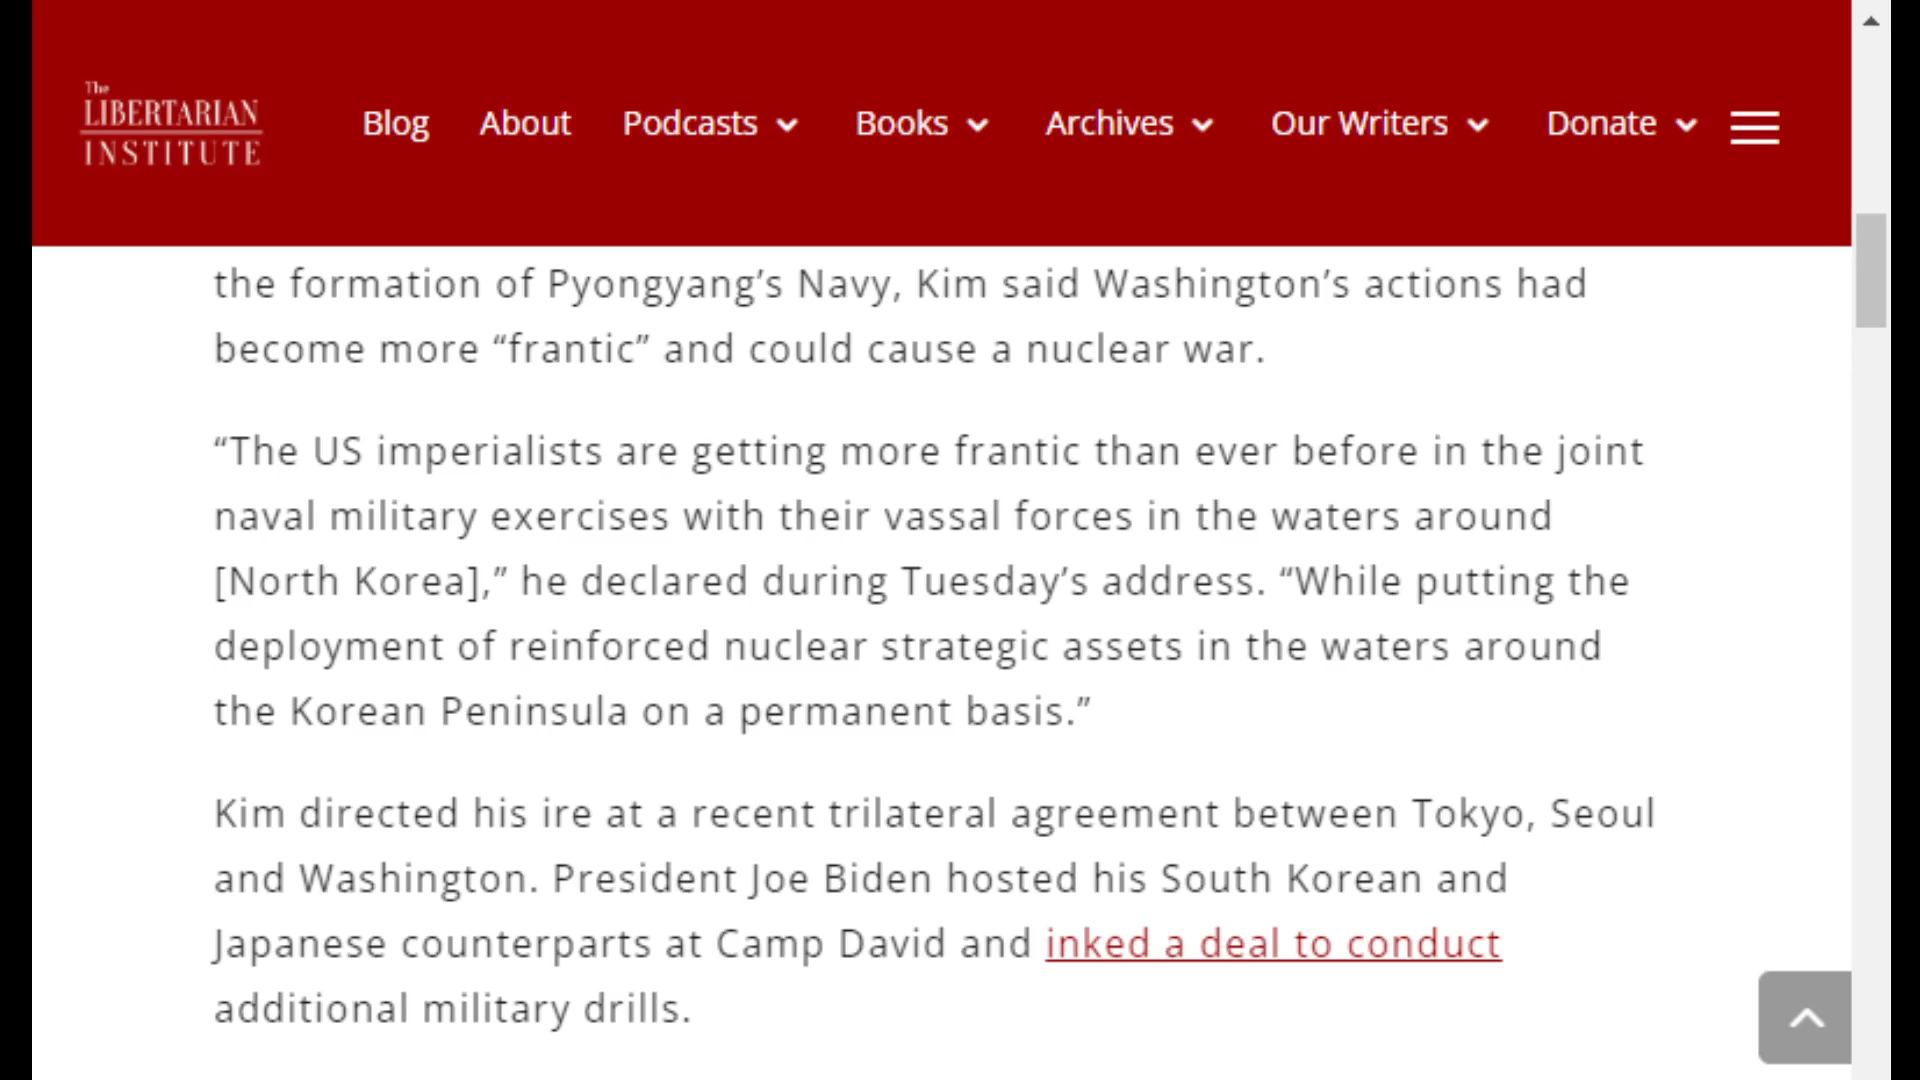 The
LIBERTARIAN
INSTITUTE
Blog About Podcasts Books Archives Our Writers Donate
the formation of Pyongyang’s Navy, Kim said Washington’s actions had
become more “frantic” and could cause a nuclear war.
“The US imperialists are getting more frantic than ever before in the joint
naval military exercises with their vassal forces in the waters around
[North Korea],” he declared during Tuesday’s address. “While putting the
deployment of reinforced nuclear strategic assets in the waters around
the Korean Peninsula on a permanent basis.”
Kim directed his ire at a recent trilateral agreement between Tokyo, Seoul
and Washington. President Joe Biden hosted his South Korean and
Japanese counterparts at Camp David and inked a deal to conduct
additional military drills.